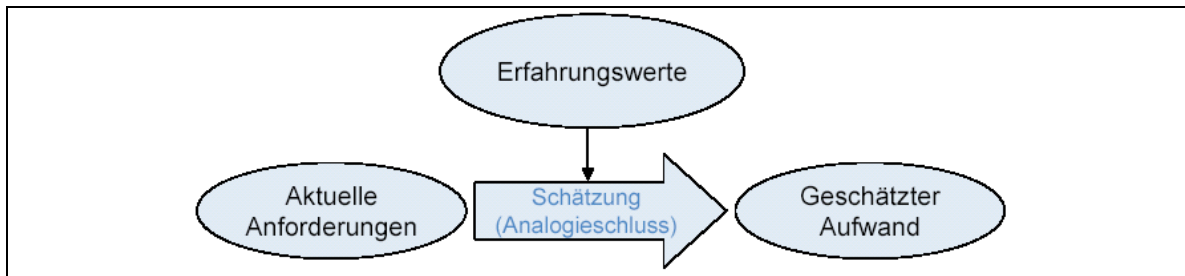 Erfahrungswerte
Aktuelle
Anforderungen
Schätzung
(Analogieschluss)
Geschätzter
Aufwand